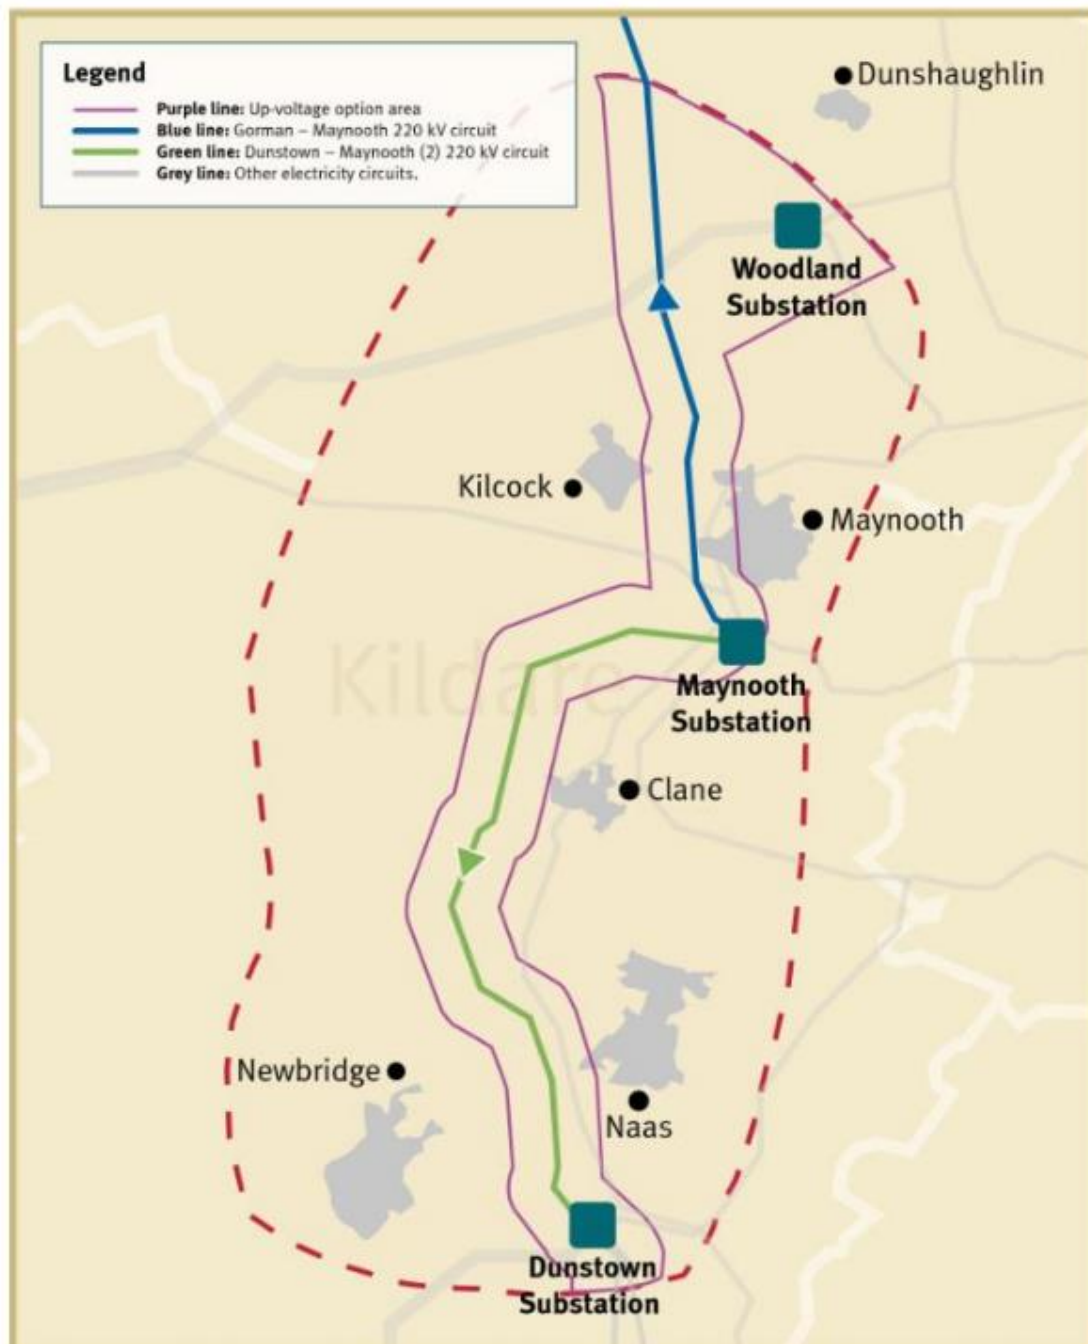 Legend
Purple line: Up-voltage option area
Blue line: Gorman – Maynooth 220 kV circuit
Green line: Dunstown – Maynooth (2) 220 kV circuit
Grey line: Other electricity circuits.
Dunshaughlin
Woodland
Substation
Kilcock
Maynooth
Kildare
Maynooth
Substation
Clane
Newbridge
Naas
Dunstown
Substation